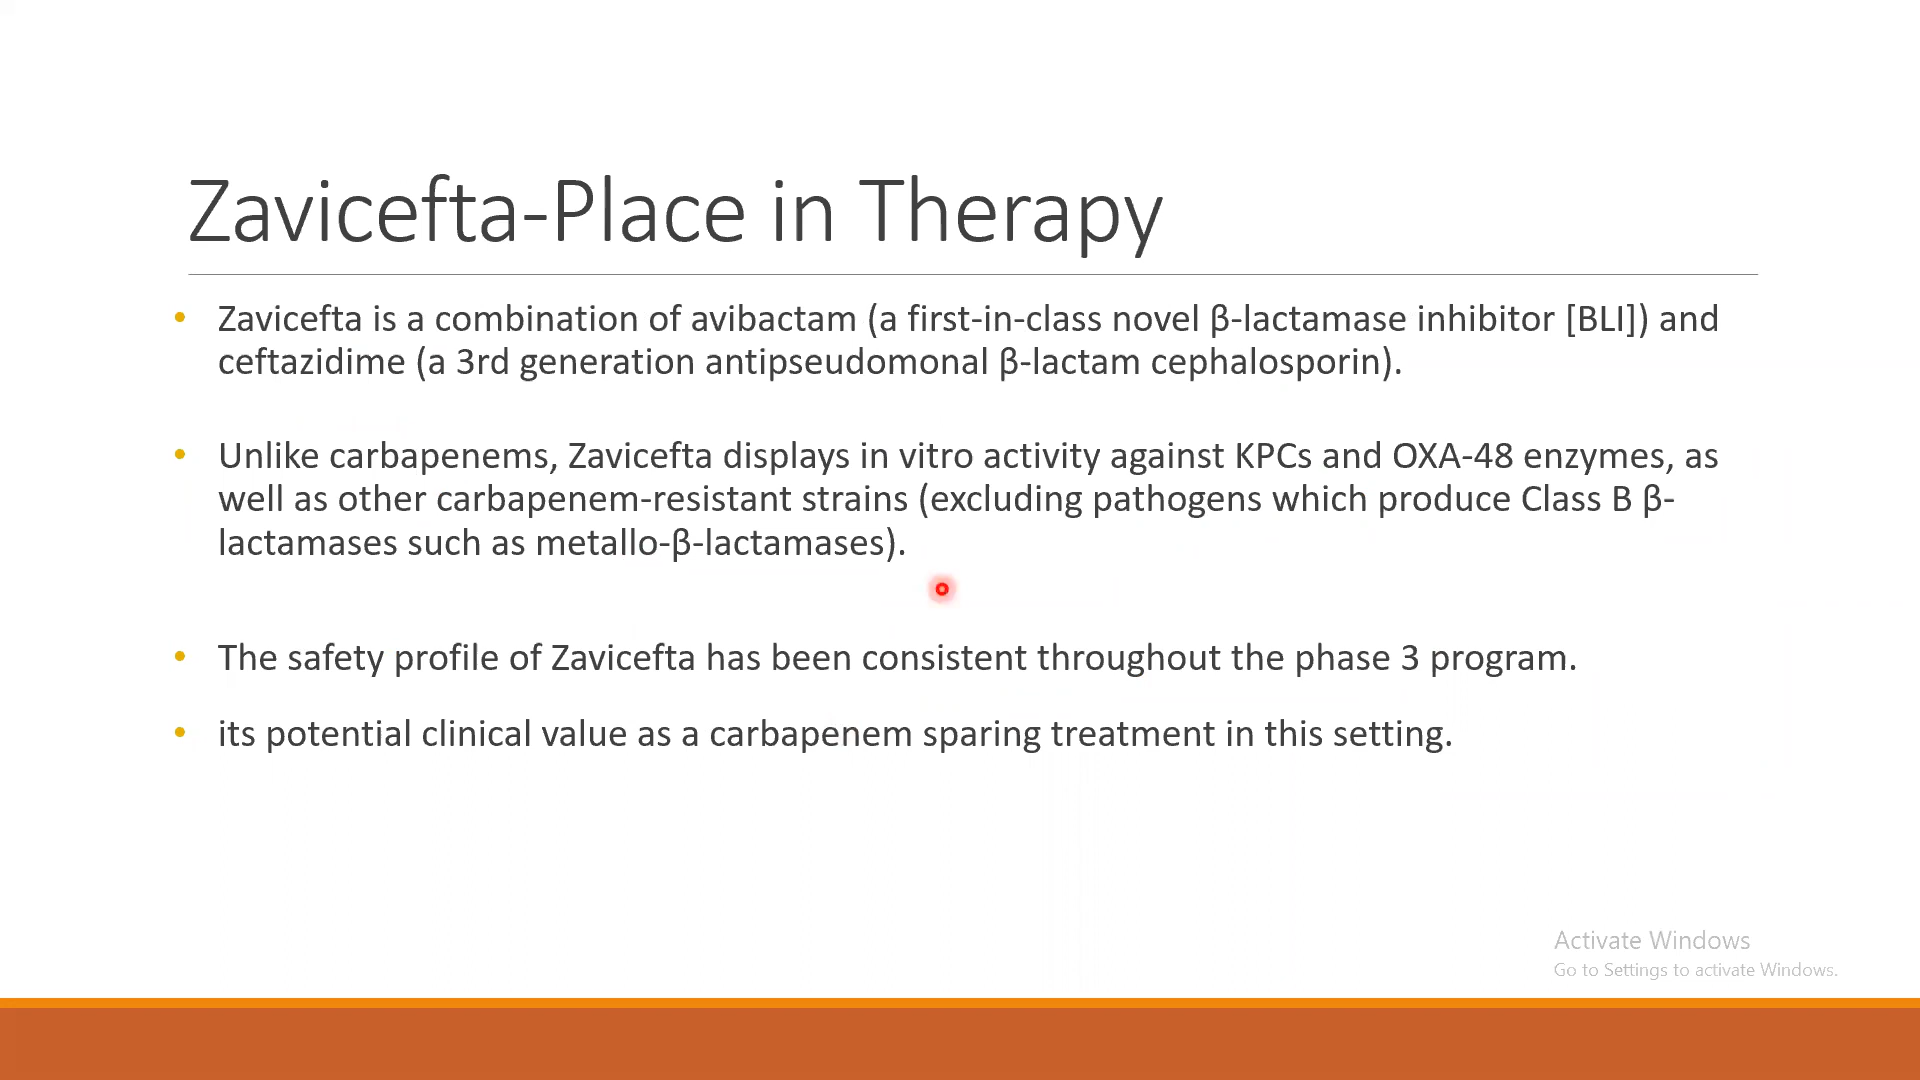 Zavicefta-Place in Therapy
• Zavicefta is a combination of avibactam (a first-in-class novel β-lactamase inhibitor [BLI]) and
ceftazidime (a 3rd generation antipseudomonal β-lactam cephalosporin).
• Unlike carbapenems, Zavicefta displays in vitro activity against KPCs and OXA-48 enzymes, as
well as other carbapenem-resistant strains (excluding pathogens which produce Class B β-
lactamases such as metallo-β-lactamases).
• The safety profile of Zavicefta has been consistent throughout the phase 3 program.
• its potential clinical value as a carbapenem sparing treatment in this setting.
Activate Windows
Go to Settings to activate Windows.